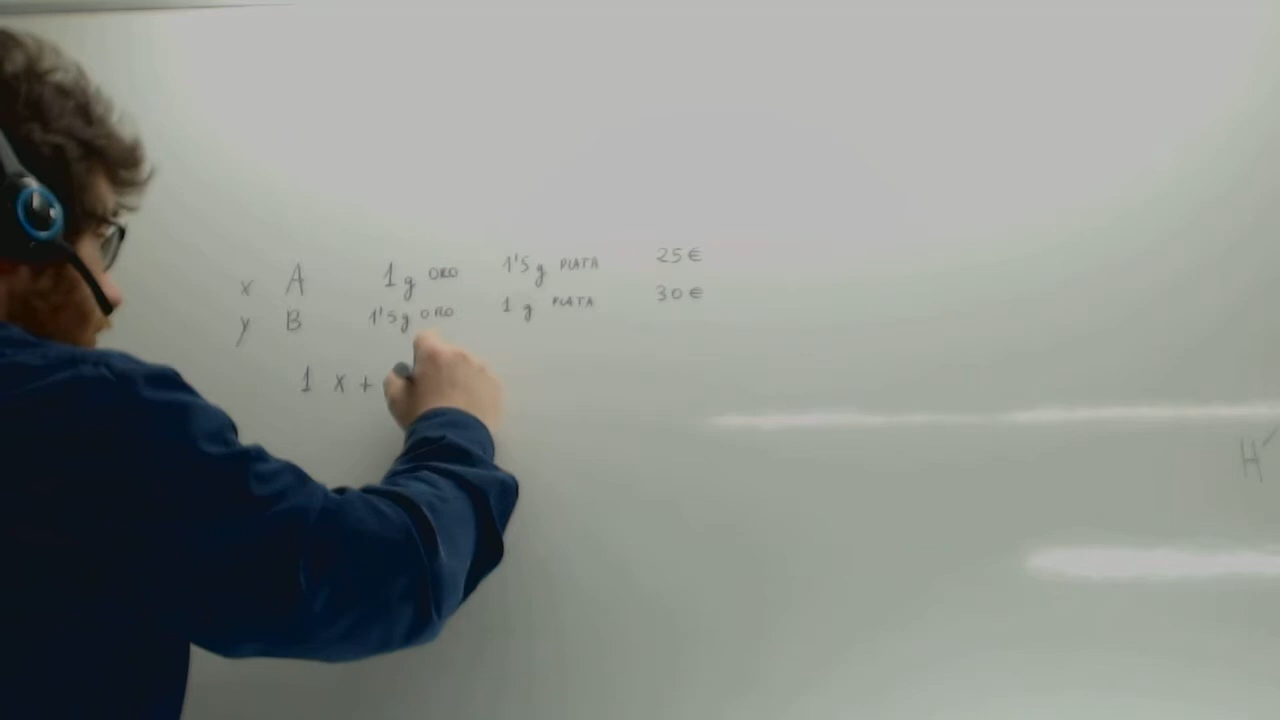 x A 1 g ORO 1'5 g PLATA 25 €
y B 1'5 g ORO 1 g PLATA 30 €
1 x +
H